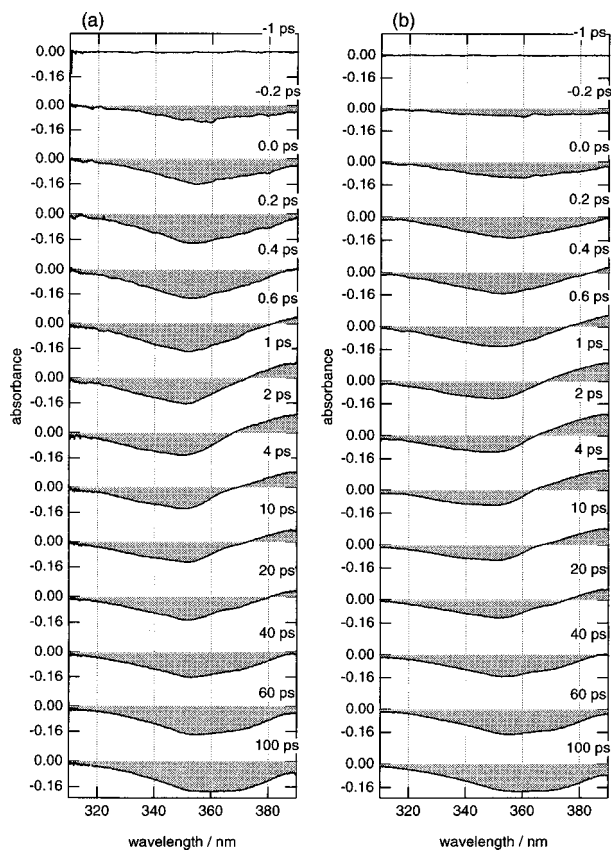 (a)
-1 ps
0.00
-0.16
-0.2 ps
0.00
-0.16
0.0 ps
0.00
-0.16
0.2 ps
0.00
-0.16
0.4 ps
0.00
-0.16
0.6 ps
0.00
-0.16
1 ps
0.00
-0.16
2 ps
0.00
-0.16
4 ps
0.00
-0.16
10 ps
0.00
-0.16
20 ps
0.00
-0.16
40 ps
0.00
-0.16
60 ps
0.00
-0.16
100 ps
0.00
-0.16
320 340 360 380
wavelength / nm
absorbance
(b)
-1 ps
0.00
-0.16
-0.2 ps
0.00
-0.16
0.0 ps
0.00
-0.16
0.2 ps
0.00
-0.16
0.4 ps
0.00
-0.16
0.6 ps
0.00
-0.16
1 ps
0.00
-0.16
2 ps
0.00
-0.16
4 ps
0.00
-0.16
10 ps
0.00
-0.16
20 ps
0.00
-0.16
40 ps
0.00
-0.16
60 ps
0.00
-0.16
100 ps
0.00
-0.16
320 340 360 380
wavelength / nm
absorbance